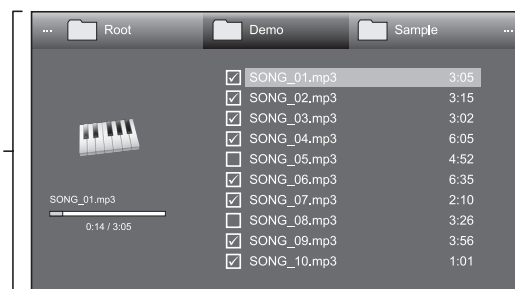 ... Root Demo Sample ...
SONG_01.mp3 3:05
SONG_02.mp3 3:15
SONG_03.mp3 3:02
SONG_04.mp3 6:05
SONG_05.mp3 4:52
SONG_06.mp3 6:35
SONG_07.mp3 2:10
SONG_08.mp3 3:26
SONG_09.mp3 3:56
SONG_10.mp3 1:01
SONG_01.mp3
0:14 / 3:05